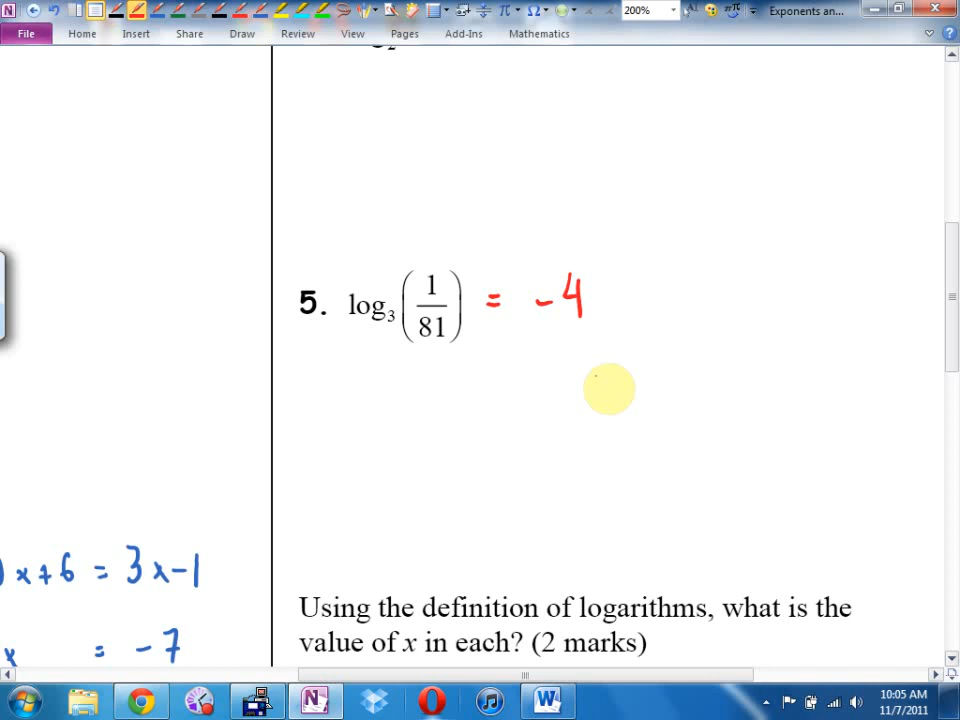 200% Exponents an...
File Home Insert Share Draw Review View Pages Add-Ins Mathematics
2
5. log₃(1/81) = -4
x+6 = 3x-1
x = -7
Using the definition of logarithms, what is the
value of x in each? (2 marks)
10:05 AM
11/7/2011